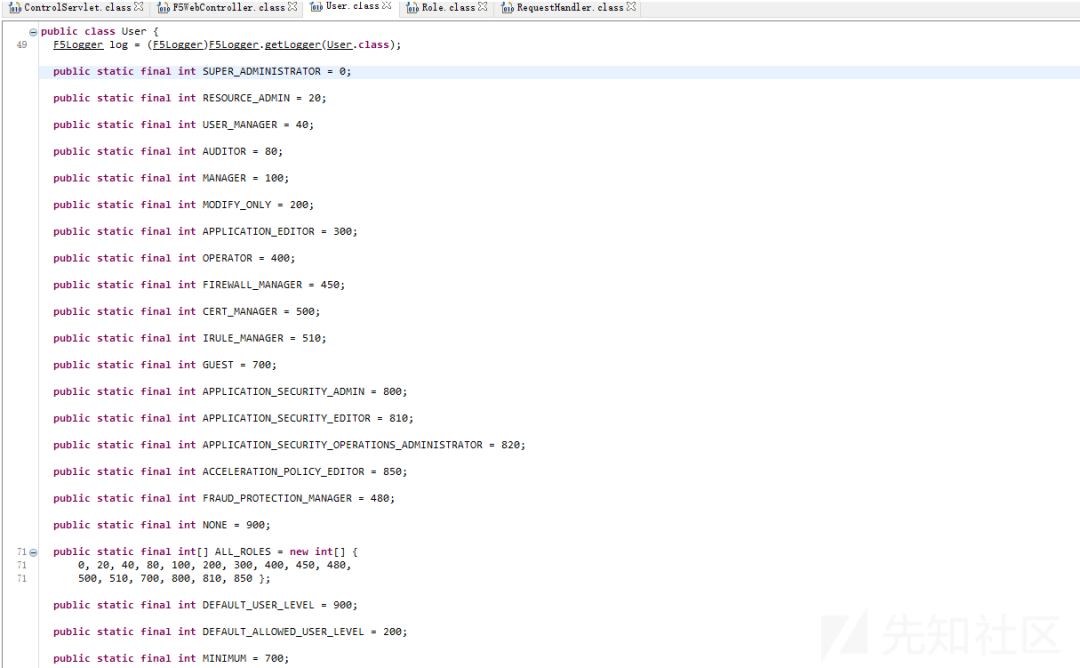 ControlServlet.class F5WebController.class User.class Role.class RequestHandler.class
public class User {
49 F5Logger log = (F5Logger)F5Logger.getLogger(User.class);
public static final int SUPER_ADMINISTRATOR = 0;
public static final int RESOURCE_ADMIN = 20;
public static final int USER_MANAGER = 40;
public static final int AUDITOR = 80;
public static final int MANAGER = 100;
public static final int MODIFY_ONLY = 200;
public static final int APPLICATION_EDITOR = 300;
public static final int OPERATOR = 400;
public static final int FIREWALL_MANAGER = 450;
public static final int CERT_MANAGER = 500;
public static final int IRULE_MANAGER = 510;
public static final int GUEST = 700;
public static final int APPLICATION_SECURITY_ADMIN = 800;
public static final int APPLICATION_SECURITY_EDITOR = 810;
public static final int APPLICATION_SECURITY_OPERATIONS_ADMINISTRATOR = 820;
public static final int ACCELERATION_POLICY_EDITOR = 850;
public static final int FRAUD_PROTECTION_MANAGER = 480;
public static final int NONE = 900;
71 public static final int[] ALL_ROLES = new int[] {
71 0, 20, 40, 80, 100, 200, 300, 400, 450, 480,
71 500, 510, 700, 800, 810, 850 };
public static final int DEFAULT_USER_LEVEL = 900;
public static final int DEFAULT_ALLOWED_USER_LEVEL = 200;
public static final int MINIMUM = 700;
先知社区